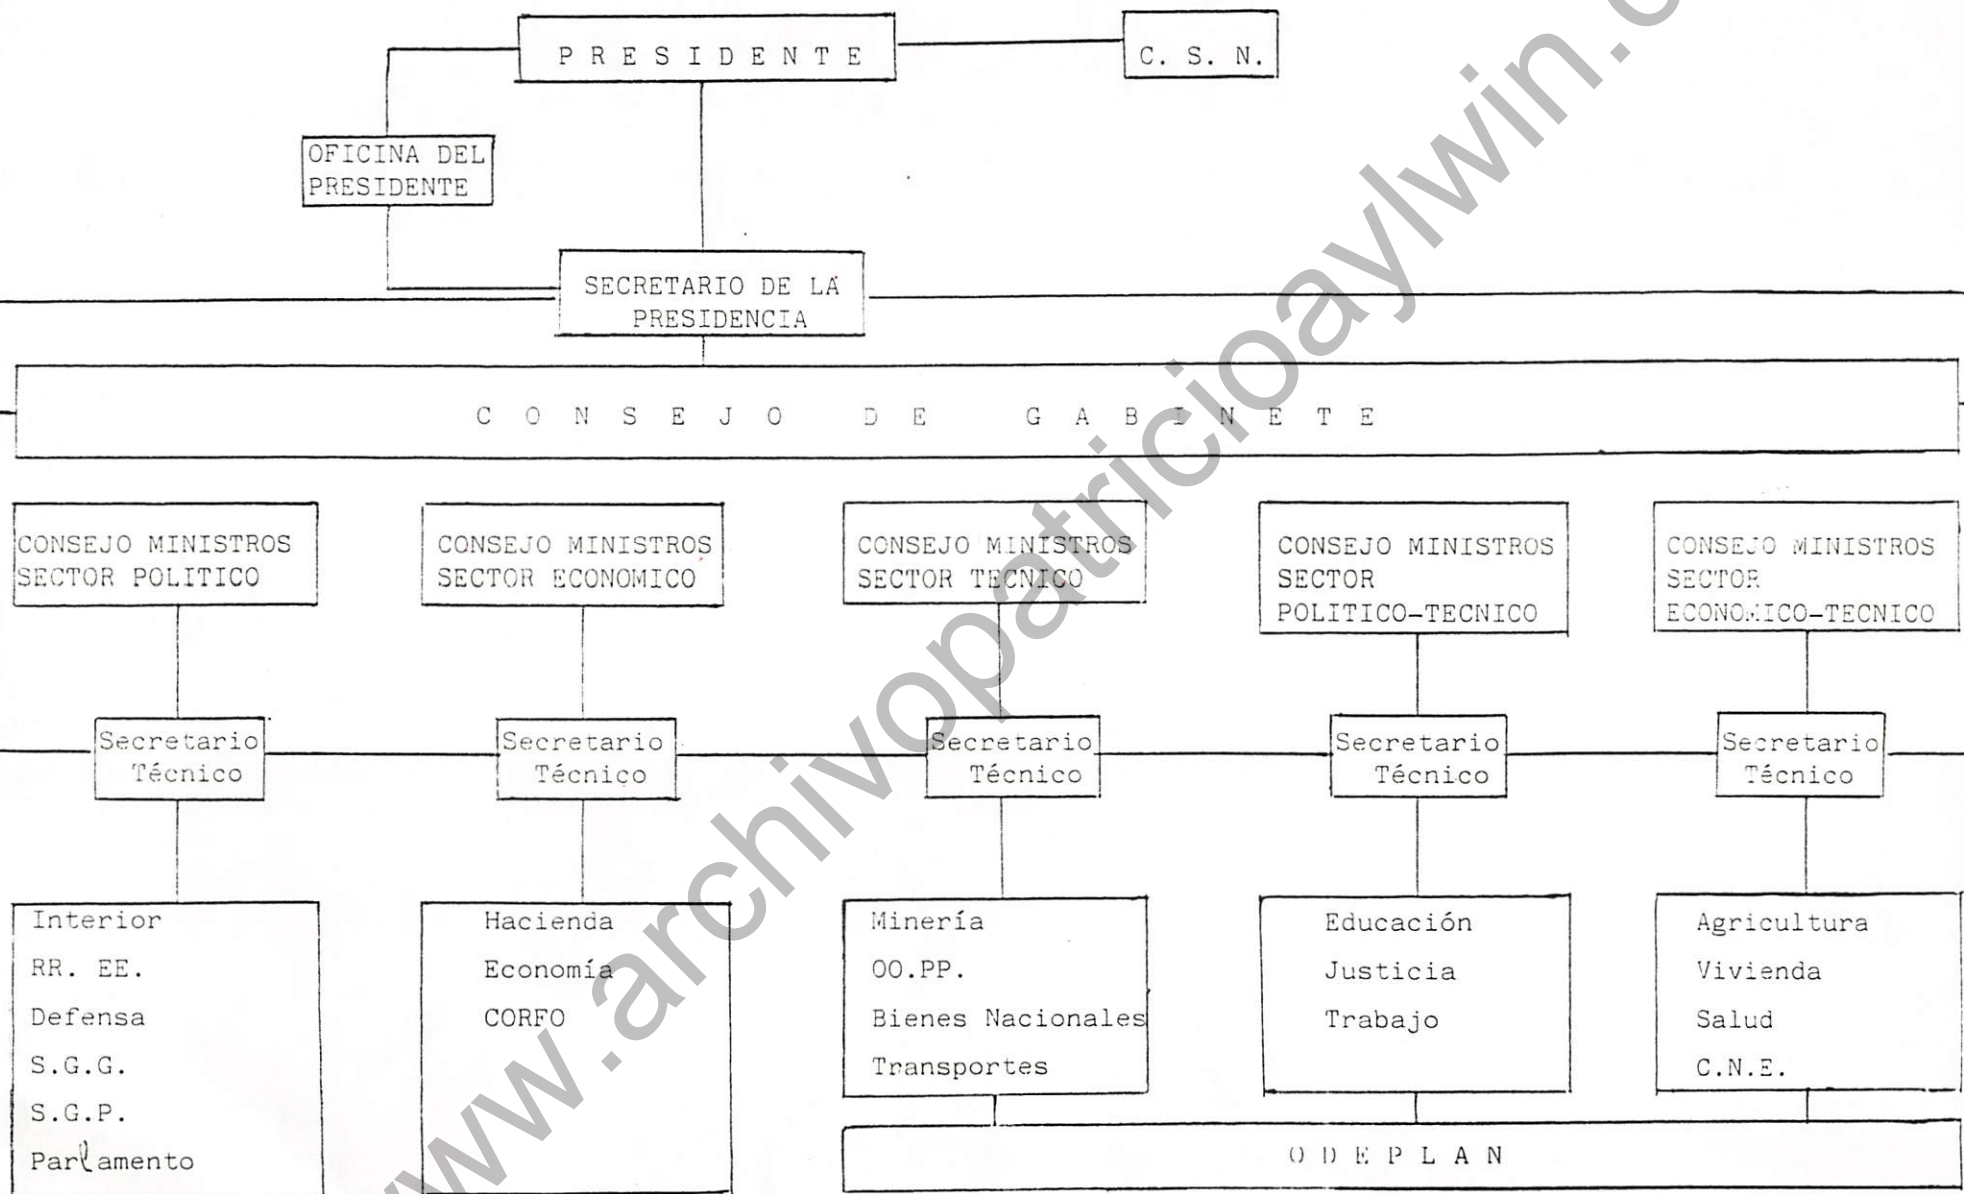 PRESIDENTE
C. S. N.
OFICINA DEL
PRESIDENTE
SECRETARIO DE LA
PRESIDENCIA
CONSEJO DE GABINETE
CONSEJO MINISTROS
SECTOR POLITICO
CONSEJO MINISTROS
SECTOR ECONOMICO
CONSEJO MINISTROS
SECTOR TECNICO
CONSEJO MINISTROS
SECTOR
POLITICO-TECNICO
CONSEJO MINISTROS
SECTOR
ECONOMICO-TECNICO
Secretario
Técnico
Secretario
Técnico
Secretario
Técnico
Secretario
Técnico
Secretario
Técnico
Interior
RR. EE.
Defensa
S.G.G.
S.G.P.
Parlamento
Hacienda
Economía
CORFO
Minería
OO.PP.
Bienes Nacionales
Transportes
Educación
Justicia
Trabajo
Agricultura
Vivienda
Salud
C.N.E.
ODEPLAN
www.archivopatricioaylwin.c